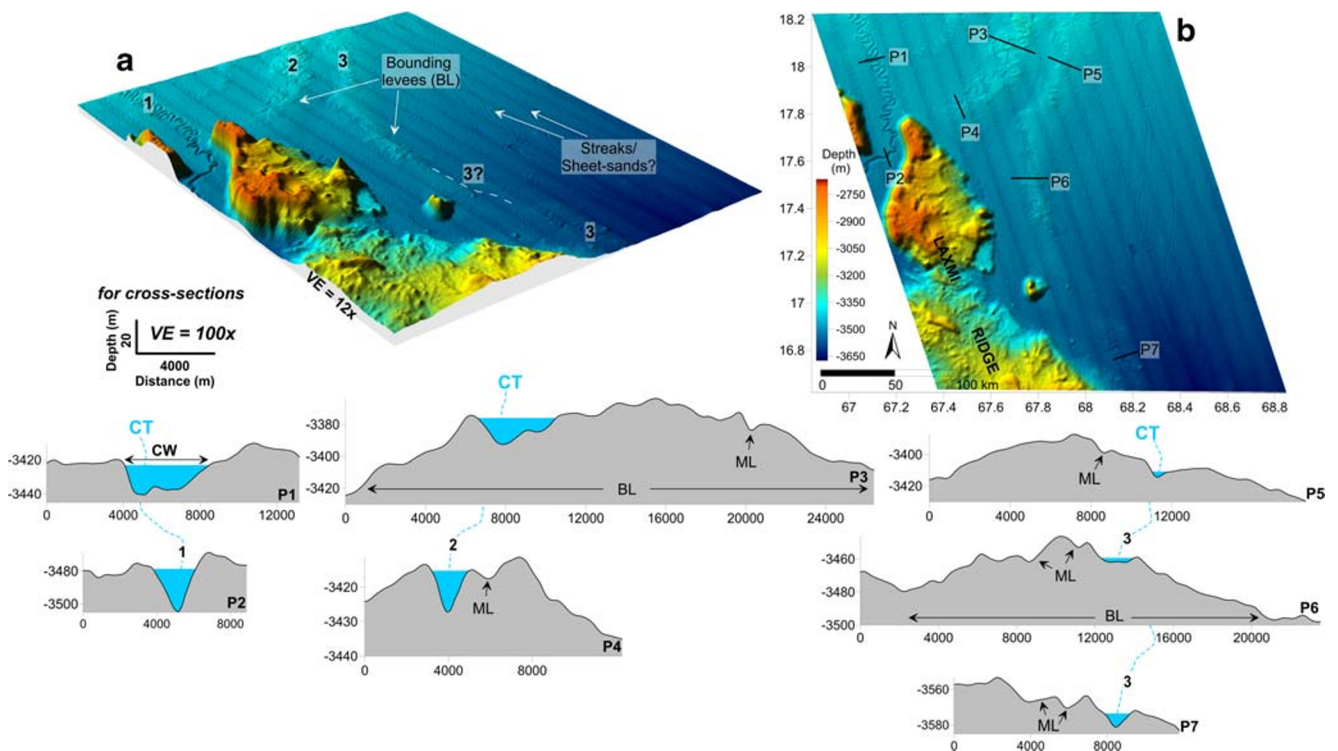 a
1
2
3
Bounding
levees (BL)
Streaks/
Sheet-sands?
3?
3
VE = 12x
for cross-sections
Depth (m)
20
VE = 100x
4000
Distance (m)
b
18.2
18
17.8
17.6
17.4
17.2
17
16.8
P1
P2
P3
P4
P5
P6
P7
Depth
(m)
-2750
-2900
-3050
-3200
-3350
-3500
-3650
LAXMI
RIDGE
N
0 50 100 km
67 67.2 67.4 67.6 67.8 68 68.2 68.4 68.6 68.8
CT
CW
-3420
-3440
P1
0 4000 8000 12000
1
-3480
-3500
P2
0 4000 8000
CT
-3380
-3400
-3420
ML
BL
P3
0 4000 8000 12000 16000 20000 24000
2
-3420
-3430
-3440
ML
P4
0 4000 8000
CT
-3400
-3420
ML
P5
0 4000 8000 12000 16000
3
-3460
-3480
-3500
ML
BL
P6
0 4000 8000 12000 16000 20000
3
-3560
-3580
ML
P7
0 4000 8000